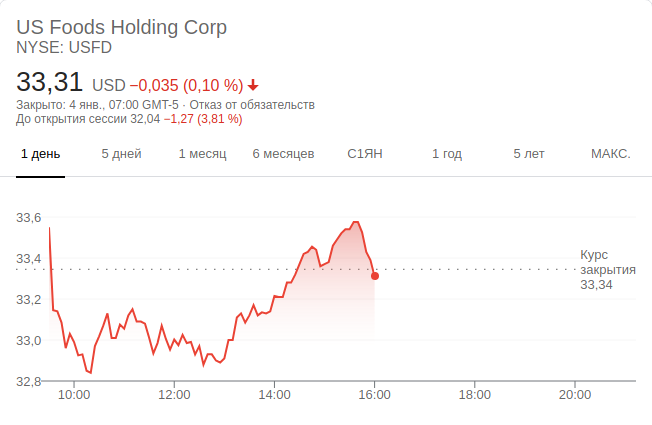 US Foods Holding Corp
NYSE: USFD
33,31 USD −0,035 (0,10 %)
Закрыто: 4 янв., 07:00 GMT-5 · Отказ от обязательств
До открытия сессии 32,04 −1,27 (3,81 %)
1 день 5 дней 1 месяц 6 месяцев С1ЯН 1 год 5 лет МАКС.
33,6
33,4
33,2
33,0
32,8
Курс
закрытия
33,34
10:00 12:00 14:00 16:00 18:00 20:00